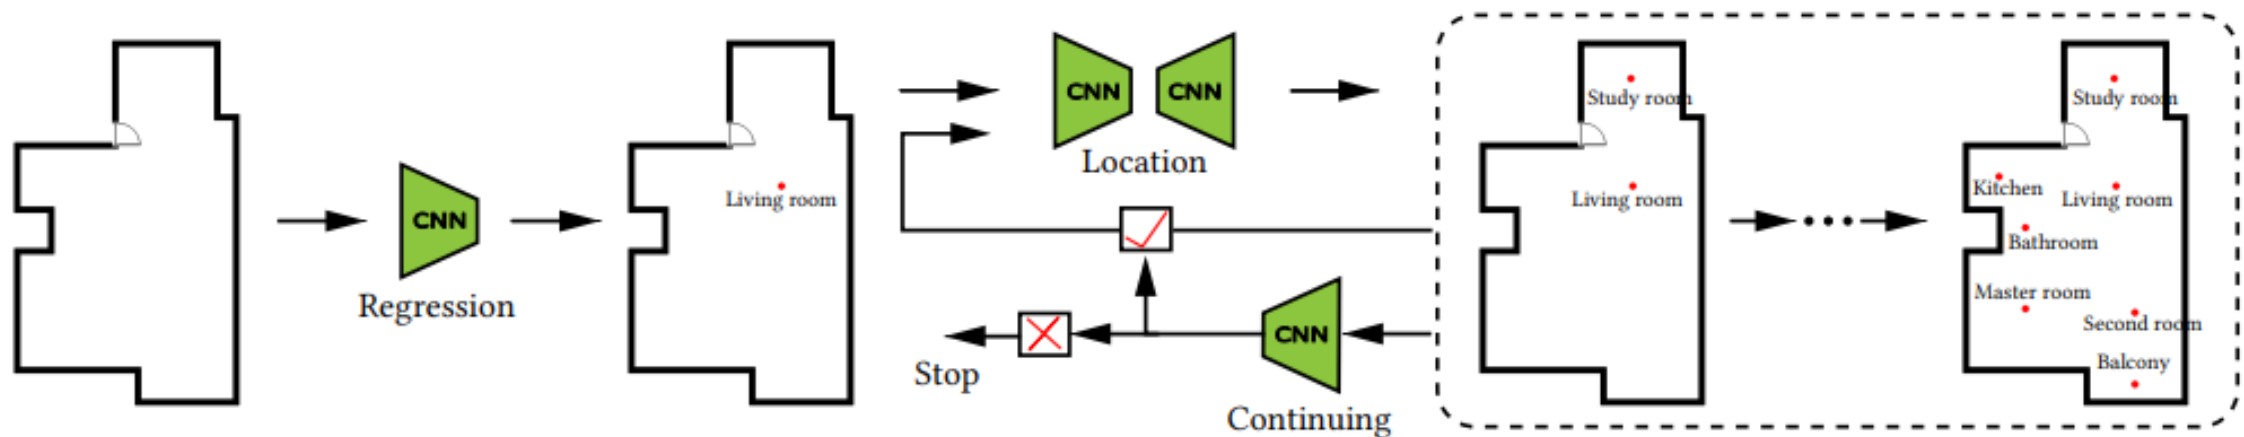 CNN
Regression
Living room
CNN
CNN
Location
Stop
CNN
Continuing
Study room
Living room
Study room
Kitchen
Living room
Bathroom
Master room
Second room
Balcony